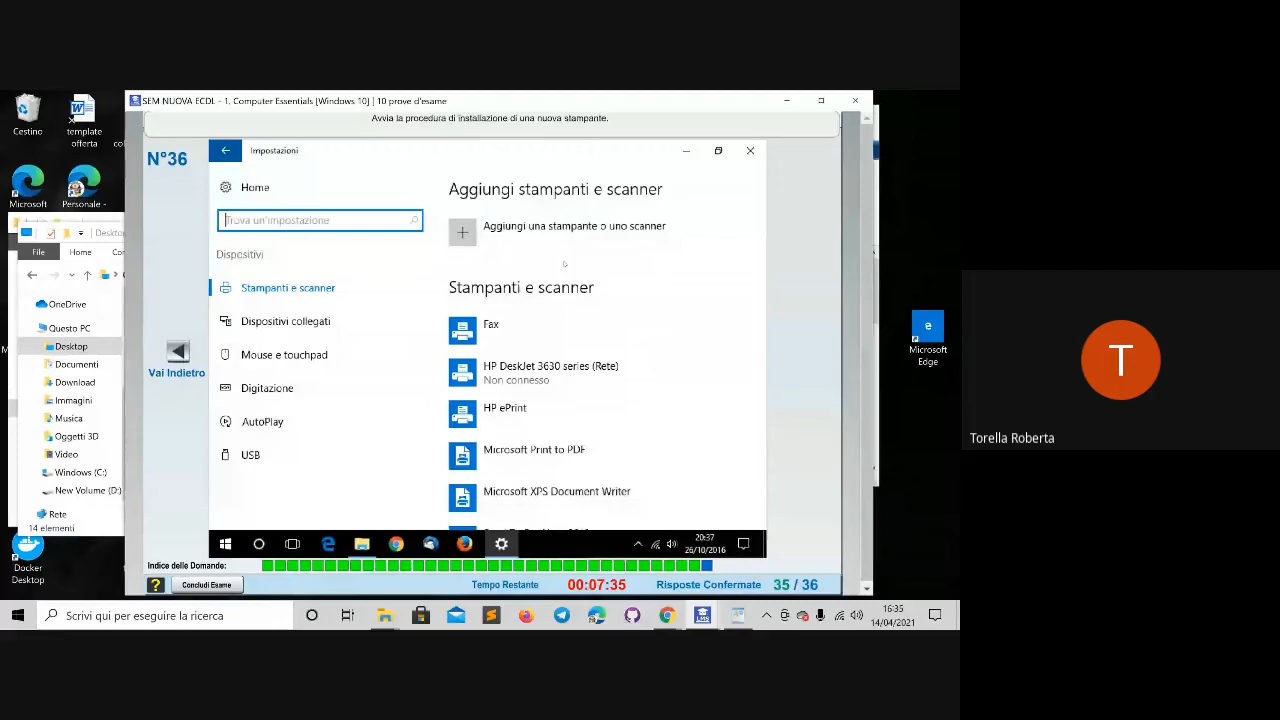 Cestino
template
offerta
col
Microsoft
Personale -
SEM NUOVA ECDL - 1. Computer Essentials [Windows 10] | 10 prove d'esame
Avvia la procedura di installazione di una nuova stampante.
N°36
Impostazioni
Home
Trova un'impostazione
Dispositivi
Stampanti e scanner
Dispositivi collegati
Mouse e touchpad
Digitazione
AutoPlay
USB
Aggiungi stampanti e scanner
Aggiungi una stampante o uno scanner
Stampanti e scanner
Fax
HP DeskJet 3630 series (Rete)
Non connesso
HP ePrint
Microsoft Print to PDF
Microsoft XPS Document Writer
20:37
26/10/2016
Vai Indietro
Desktop
File
Home
OneDrive
Questo PC
Desktop
Documenti
Download
Immagini
Musica
Oggetti 3D
Video
Windows (C:)
New Volume (D:)
Rete
14 elementi
Docker
Desktop
Indice delle Domande:
?
Concludi Esame
Tempo Restante
00:07:35
Risposte Confermate
35 / 36
Microsoft
Edge
Scrivi qui per eseguire la ricerca
LMS
16:35
14/04/2021
T
Torella Roberta